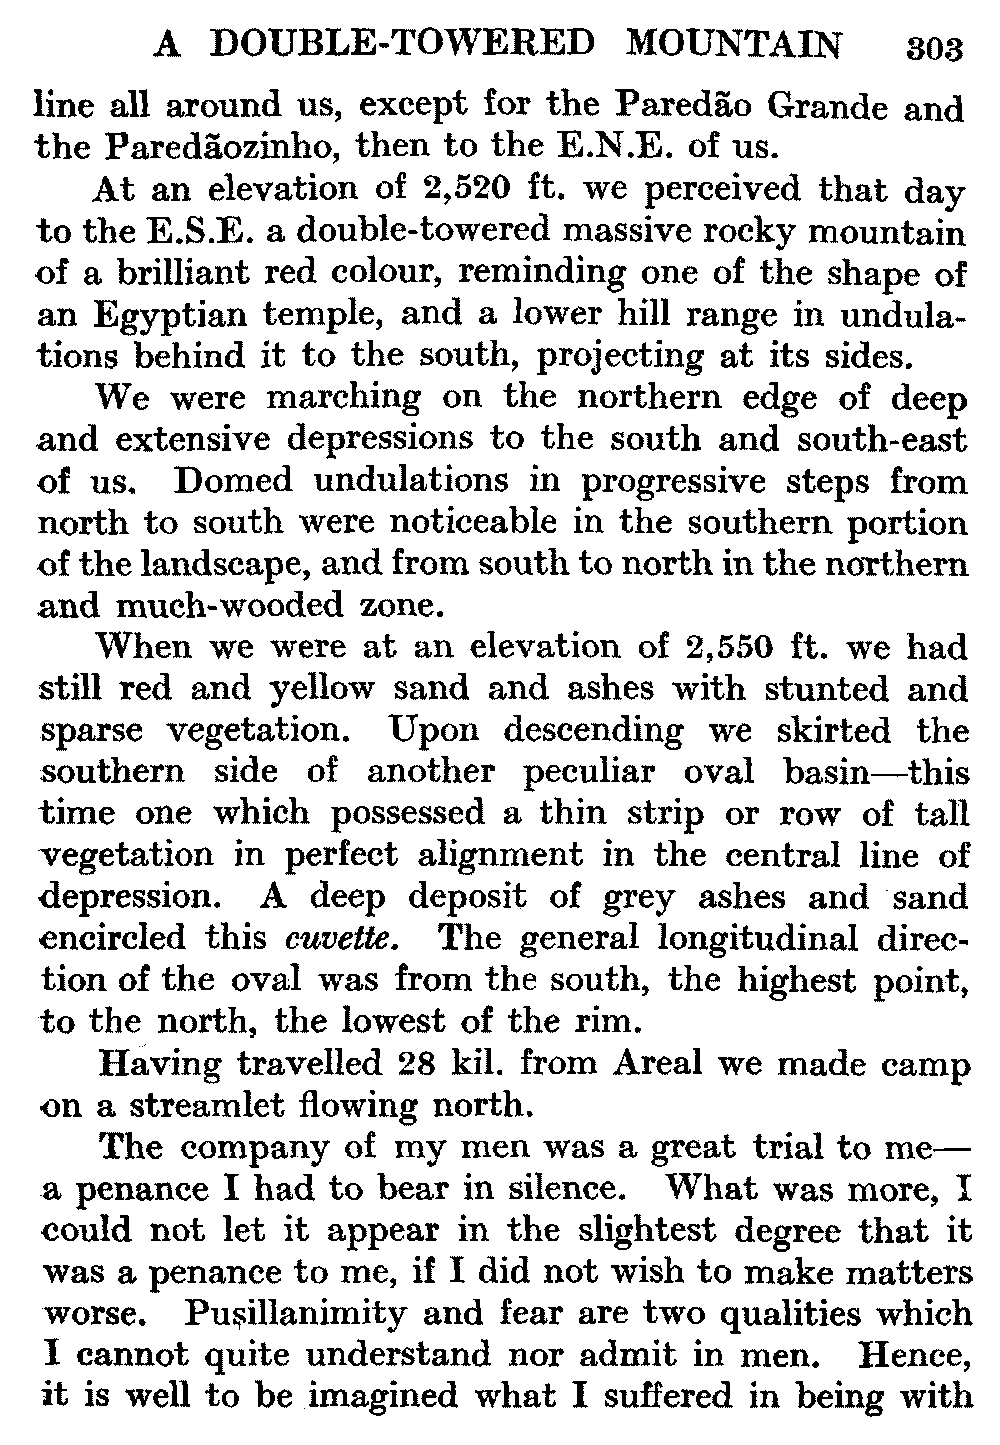 A DOUBLE-TOWERED MOUNTAIN 303
line all around us, except for the Paredão Grande and
the Paredãozinho, then to the E.N.E. of us.
At an elevation of 2,520 ft. we perceived that day
to the E.S.E. a double-towered massive rocky mountain
of a brilliant red colour, reminding one of the shape of
an Egyptian temple, and a lower hill range in undula-
tions behind it to the south, projecting at its sides.
We were marching on the northern edge of deep
and extensive depressions to the south and south-east
of us. Domed undulations in progressive steps from
north to south were noticeable in the southern portion
of the landscape, and from south to north in the northern
and much-wooded zone.
When we were at an elevation of 2,550 ft. we had
still red and yellow sand and ashes with stunted and
sparse vegetation. Upon descending we skirted the
southern side of another peculiar oval basin—this
time one which possessed a thin strip or row of tall
vegetation in perfect alignment in the central line of
depression. A deep deposit of grey ashes and sand
encircled this cuvette. The general longitudinal direc-
tion of the oval was from the south, the highest point,
to the north, the lowest of the rim.
Having travelled 28 kil. from Areal we made camp
on a streamlet flowing north.
The company of my men was a great trial to me—
a penance I had to bear in silence. What was more, I
could not let it appear in the slightest degree that it
was a penance to me, if I did not wish to make matters
worse. Pusillanimity and fear are two qualities which
I cannot quite understand nor admit in men. Hence,
it is well to be imagined what I suffered in being with